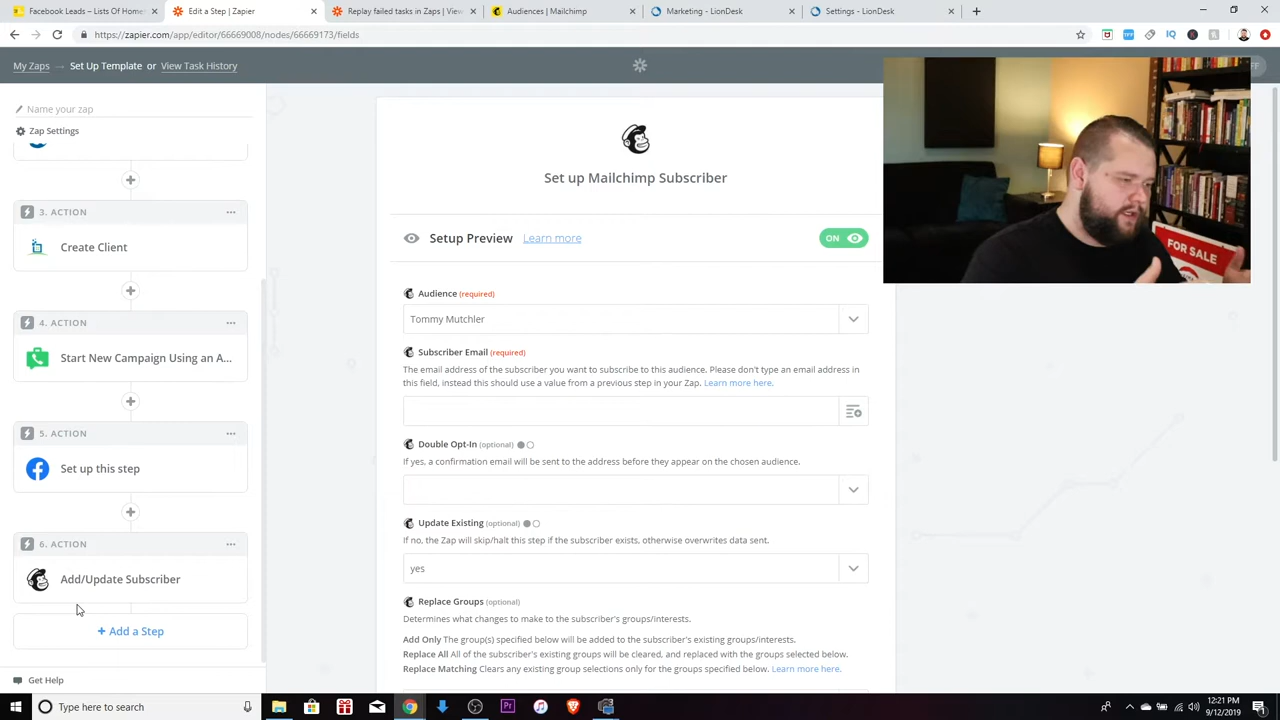 Facebook Leads - Lists Of Home
Edit a Step | Zapier
Replay failed tasks in Zaps | View
Audiences | Mailchimp
Marketing - LionDesk
Settings - LionDesk
https://zapier.com/app/editor/66669008/nodes/66669173/fields
My Zaps → Set Up Template or View Task History
Name your zap
Zap Settings
3. ACTION
Create Client
4. ACTION
Start New Campaign Using an A...
5. ACTION
Set up this step
6. ACTION
Add/Update Subscriber
+ Add a Step
Get Help
Set up Mailchimp Subscriber
Setup Preview Learn more
ON
Audience (required)
Tommy Mutchler
Subscriber Email (required)
The email address of the subscriber you want to subscribe to this audience. Please don't type an email address in
this field, instead this should use a value from a previous step in your Zap. Learn more here.
Double Opt-In (optional)
If yes, a confirmation email will be sent to the address before they appear on the chosen audience.
Update Existing (optional)
If no, the Zap will skip/halt this step if the subscriber exists, otherwise overwrites data sent.
yes
Replace Groups (optional)
Determines what changes to make to the subscriber's groups/interests.
Add Only The group(s) specified below will be added to the subscriber's existing groups/interests.
Replace All All of the subscriber's existing groups will be cleared, and replaced with the groups selected below.
Replace Matching Clears any existing group selections only for the groups specified below. Learn more here.
FOR SALE
Type here to search
12:21 PM
9/12/2019